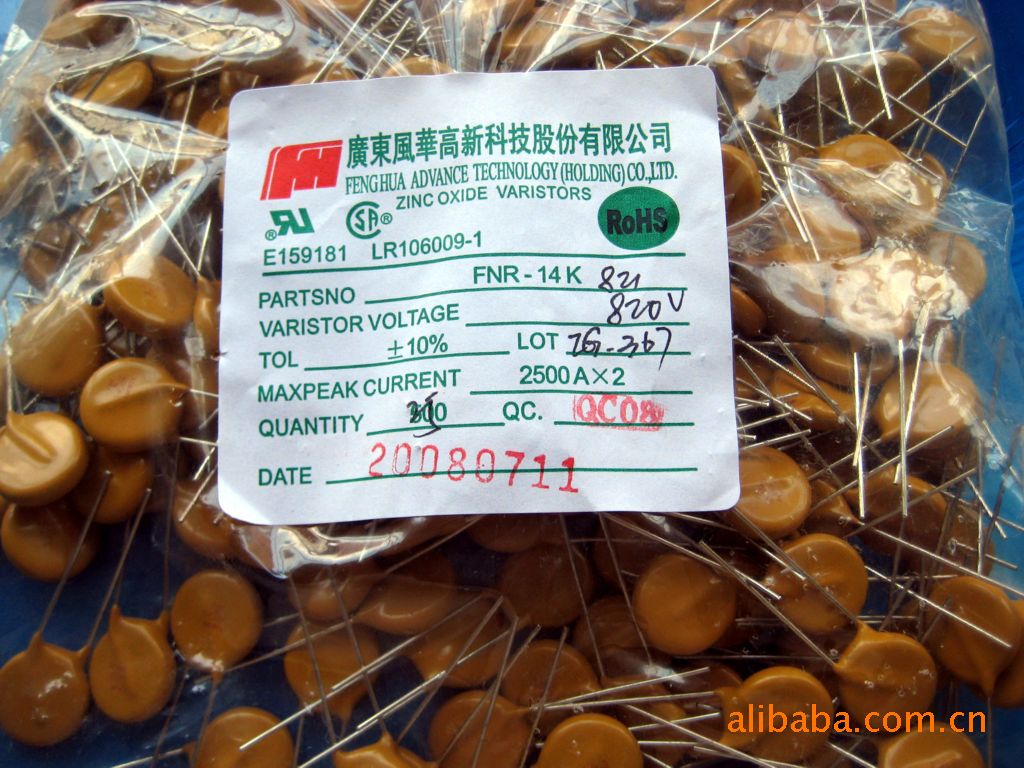 廣東風華高新科技股份有限公司
FENGHUA ADVANCE TECHNOLOGY (HOLDING) CO.,LTD.
ZINC OXIDE VARISTORS
RoHS
E159181 LR106009-1
PARTSNO FNR-14K 821
VARISTOR VOLTAGE 820V
TOL ±10% LOT
MAXPEAK CURRENT 2500A×2
QUANTITY QC. QC08
DATE 20080711
alibaba.com.cn